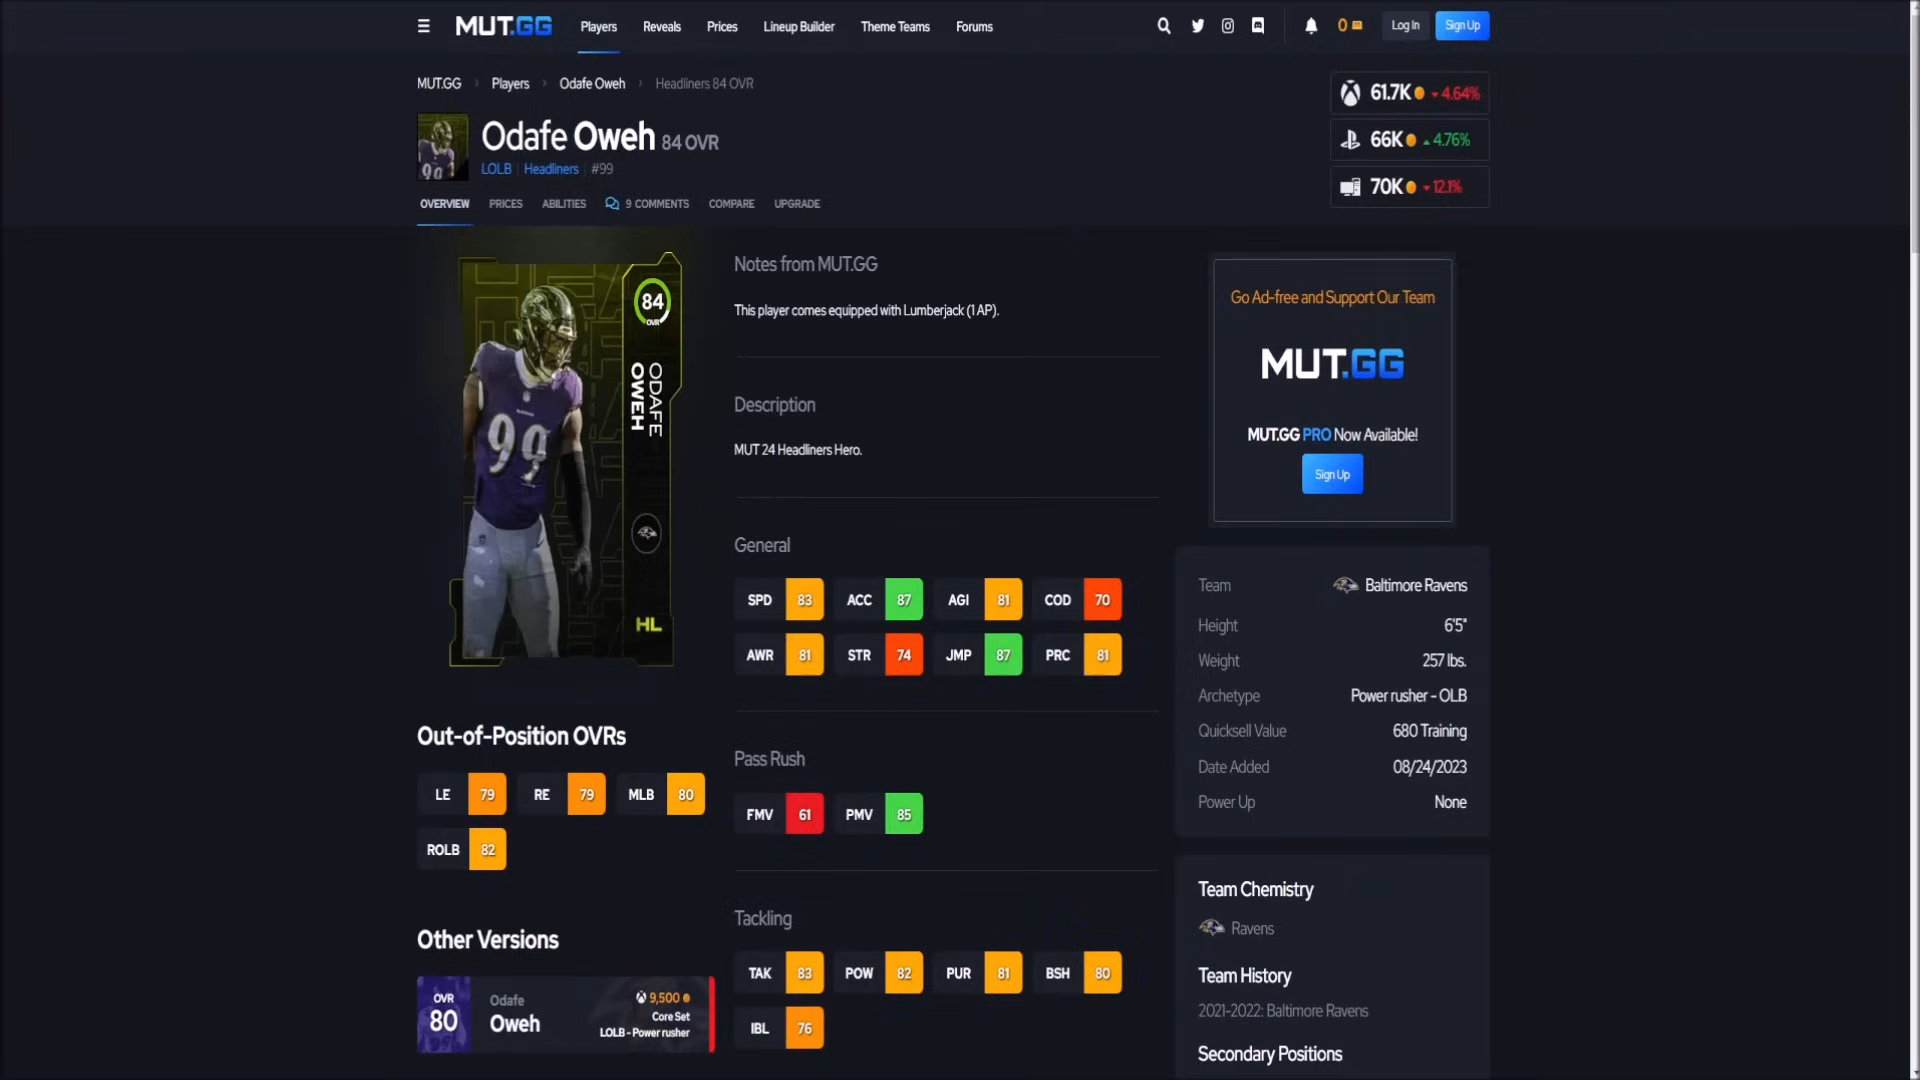 MUT.GG Players Reveals Prices Lineup Builder Theme Teams Forums 0 Log In Sign Up
MUT.GG Players Odafe Oweh Headliners 84 OVR
61.7K 4.64%
Odafe Oweh 84 OVR
66K 4.76%
LOLB Headliners #99
70K 12.1%
OVERVIEW PRICES ABILITIES 9 COMMENTS COMPARE UPGRADE
84
OVR
ODAFE
OWEH
99
HL
Notes from MUT.GG
This player comes equipped with Lumberjack (1 AP).
Description
MUT 24 Headliners Hero.
General
SPD 83 ACC 87 AGI 81 COD 70
AWR 81 STR 74 JMP 87 PRC 81
Pass Rush
FMV 61 PMV 85
Tackling
TAK 83 POW 82 PUR 81 BSH 80
IBL 76
Out-of-Position OVRs
LE 79 RE 79 MLB 80
ROLB 82
Other Versions
OVR
80
Odafe
Oweh
9,500
Core Set
LOLB - Power rusher
Go Ad-free and Support Our Team
MUT.GG
MUT.GG PRO Now Available!
Sign Up
Team Baltimore Ravens
Height 6'5"
Weight 257 lbs.
Archetype Power rusher - OLB
Quicksell Value 680 Training
Date Added 08/24/2023
Power Up None
Team Chemistry
Ravens
Team History
2021-2022: Baltimore Ravens
Secondary Positions